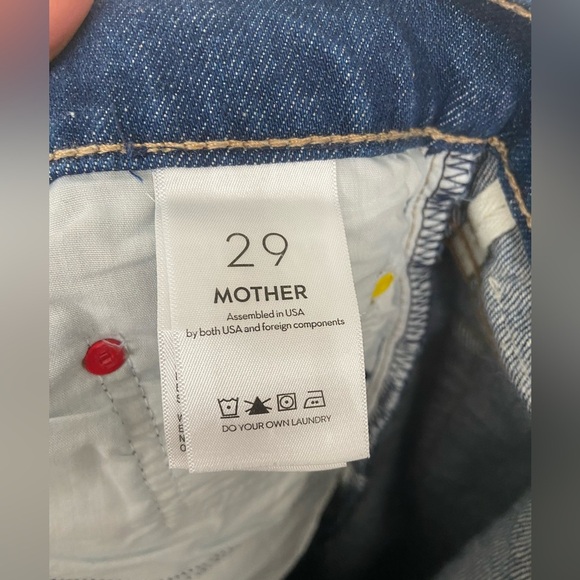 29
MOTHER
Assembled in USA
by both USA and foreign components
DO YOUR OWN LAUNDRY